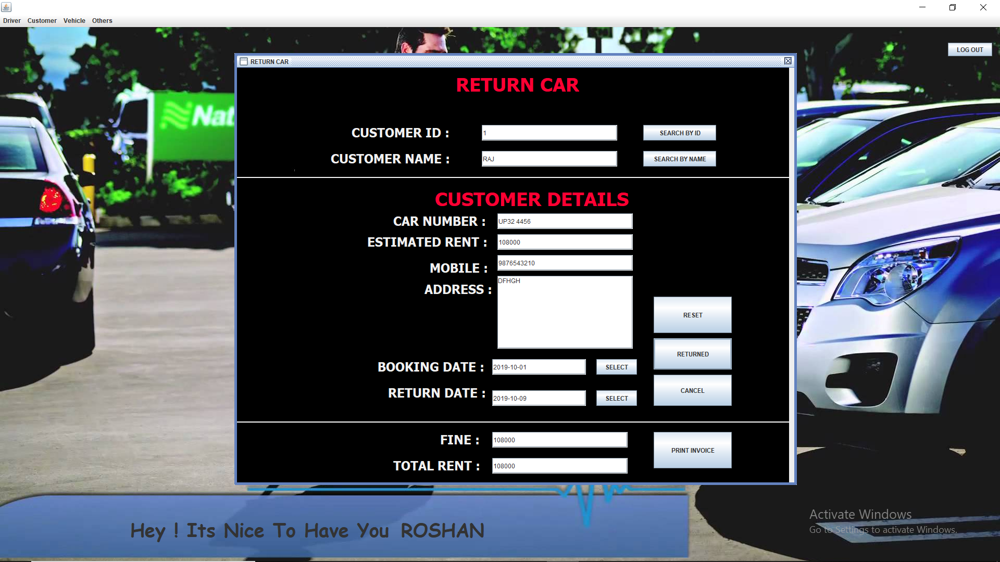 Driver Customer Vehicle Others
LOG OUT
RETURN CAR
RETURN CAR
Nat
CUSTOMER ID : 1 SEARCH BY ID
CUSTOMER NAME : RAJ SEARCH BY NAME
CUSTOMER DETAILS
CAR NUMBER : UP32 4456
ESTIMATED RENT : 108000
MOBILE : 9876543210
ADDRESS : DFHGH
RESET
RETURNED
BOOKING DATE : 2019-10-01 SELECT
CANCEL
RETURN DATE : 2019-10-09 SELECT
FINE : 108000
PRINT INVOICE
TOTAL RENT : 108000
Activate Windows
Go to Settings to activate Windows.
Hey ! Its Nice To Have You ROSHAN